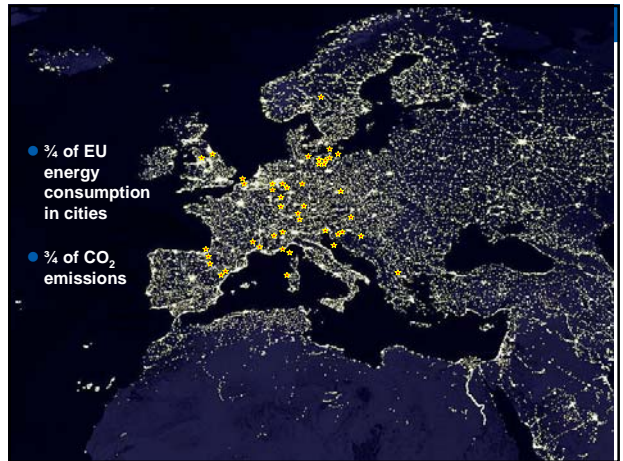 ¾ of EU
energy
consumption
in cities
¾ of CO₂
emissions